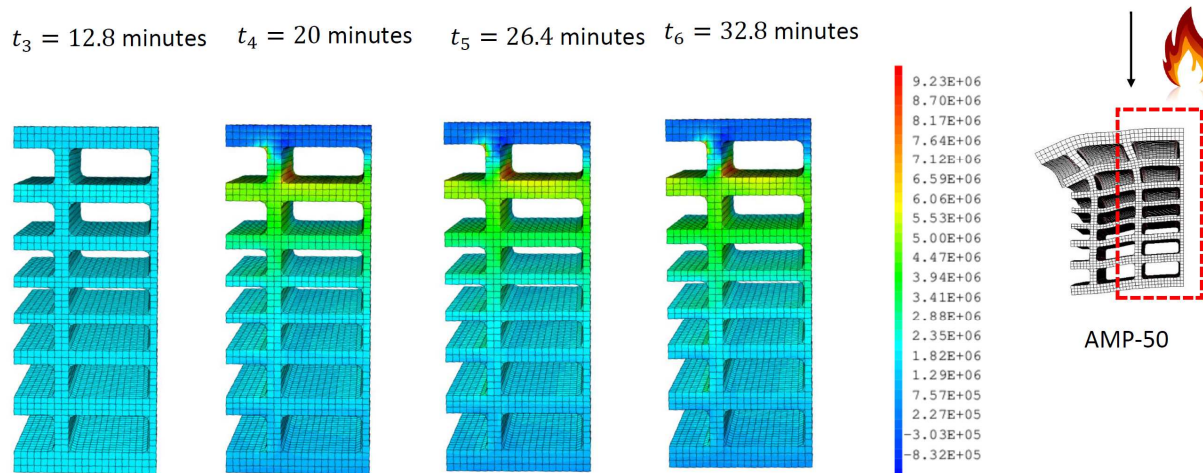 t₃ = 12.8 minutes
t₄ = 20 minutes
t₅ = 26.4 minutes
t₆ = 32.8 minutes
9.23E+06
8.70E+06
8.17E+06
7.64E+06
7.12E+06
6.59E+06
6.06E+06
5.53E+06
5.00E+06
4.47E+06
3.94E+06
3.41E+06
2.88E+06
2.35E+06
1.82E+06
1.29E+06
7.57E+05
2.27E+05
-3.03E+05
-8.32E+05
AMP-50